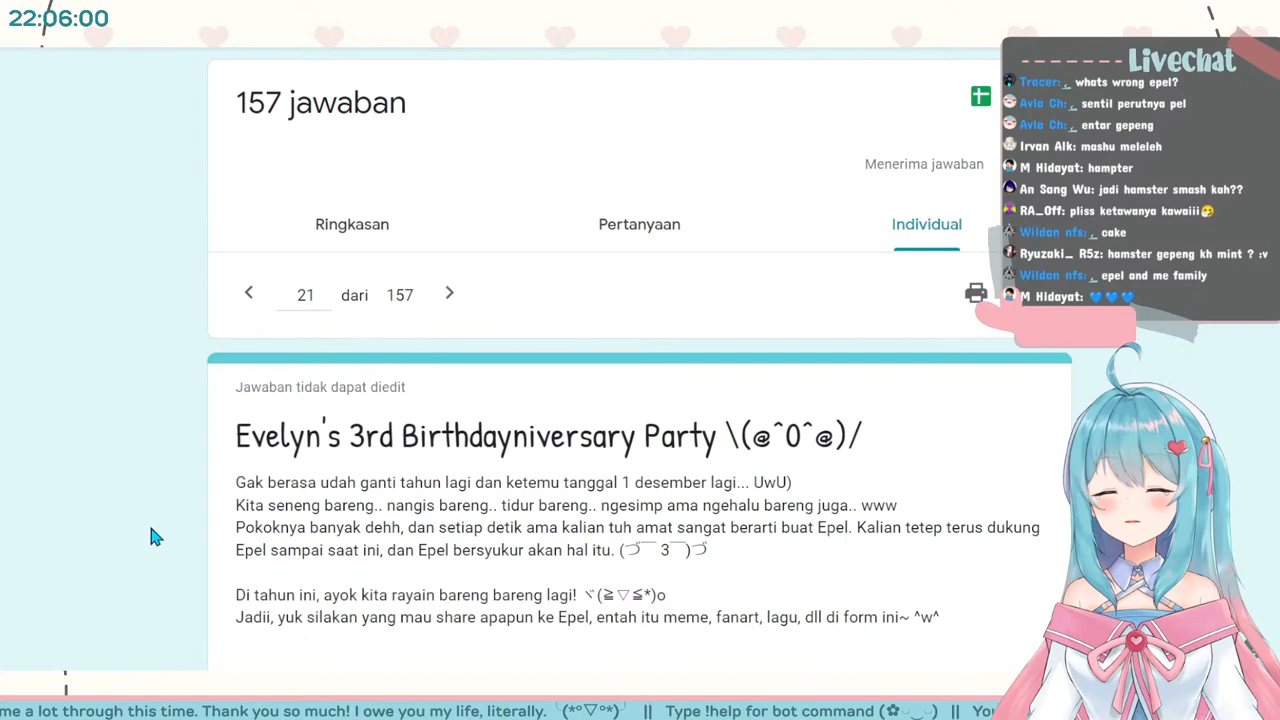 22:06:00
157 jawaban
Menerima jawaban
Ringkasan
Pertanyaan
Individual
21 dari 157
Jawaban tidak dapat diedit
Evelyn's 3rd Birthdayniversary Party \(@^0^@)/
Gak berasa udah ganti tahun lagi dan ketemu tanggal 1 desember lagi... UwU)
Kita seneng bareng.. nangis bareng.. tidur bareng.. ngesimp ama ngehalu bareng juga.. www
Pokoknya banyak dehh, dan setiap detik ama kalian tuh amat sangat berarti buat Epel. Kalian tetep terus dukung
Epel sampai saat ini, dan Epel bersyukur akan hal itu. (づ ̄ 3 ̄)づ
Di tahun ini, ayok kita rayain bareng bareng lagi! ヾ(≧▽≦*)o
Jadii, yuk silakan yang mau share apapun ke Epel, entah itu meme, fanart, lagu, dll di form ini~ ^w^
Livechat
Tracer: whats wrong epel?
Avla Ch: sentil perutnya pel
Avla Ch: entar gepeng
Irvan Alk: mashu meleleh
M Hidayat: hampter
An Sang Wu: jadi hamster smash kah??
RA_Off: pliss ketawanya kawaiii🤧
Wildan nfs: cake
Ryuzaki_ R5z: hamster gepeng kh mint ? :v
Wildan nfs: epel and me family
M Hidayat: 💙💙💙
me a lot through this time. Thank you so much! I owe you my life, literally. ╰(*°▽°*)╯ || Type !help for bot command (✿◡‿◡) || You